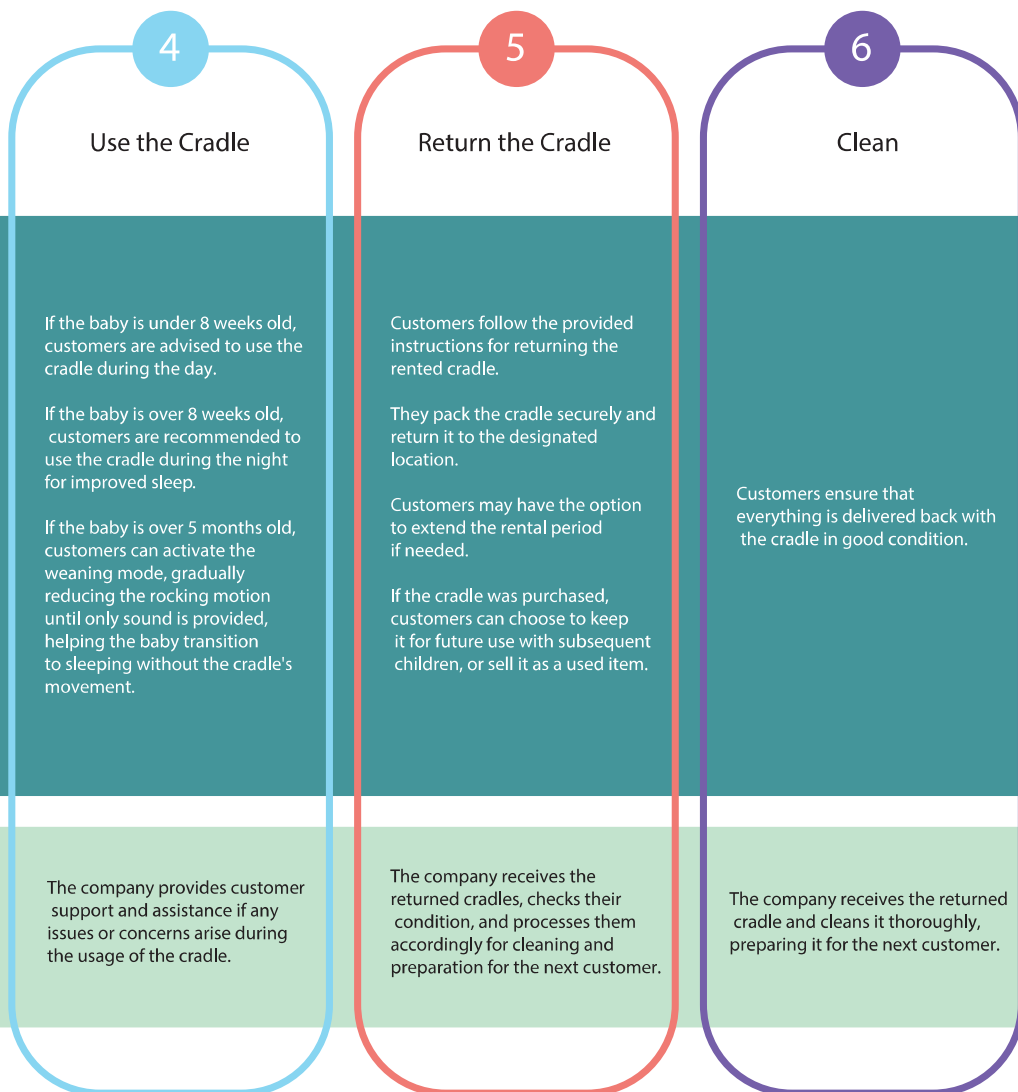 4
Use the Cradle
If the baby is under 8 weeks old,
customers are advised to use the
cradle during the day.
If the baby is over 8 weeks old,
customers are recommended to
use the cradle during the night
for improved sleep.
If the baby is over 5 months old,
customers can activate the
weaning mode, gradually
reducing the rocking motion
until only sound is provided,
helping the baby transition
to sleeping without the cradle's
movement.
The company provides customer
support and assistance if any
issues or concerns arise during
the usage of the cradle.
5
Return the Cradle
Customers follow the provided
instructions for returning the
rented cradle.
They pack the cradle securely and
return it to the designated
location.
Customers may have the option
to extend the rental period
if needed.
If the cradle was purchased,
customers can choose to keep
it for future use with subsequent
children, or sell it as a used item.
The company receives the
returned cradles, checks their
condition, and processes them
accordingly for cleaning and
preparation for the next customer.
6
Clean
Customers ensure that
everything is delivered back with
the cradle in good condition.
The company receives the returned
cradle and cleans it thoroughly,
preparing it for the next customer.